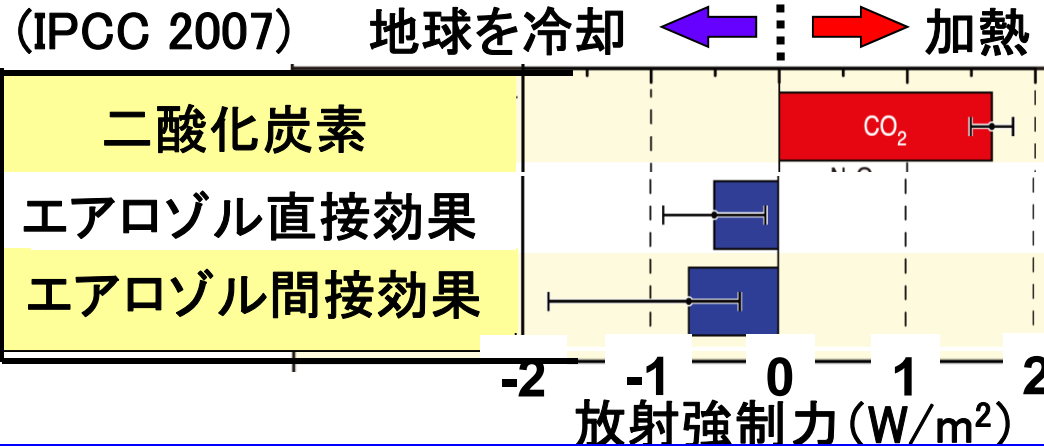 (IPCC 2007) 地球を冷却 加熱
二酸化炭素 CO₂
エアロゾル直接効果
エアロゾル間接効果
-2 -1 0 1 2
放射強制力(W/m²)